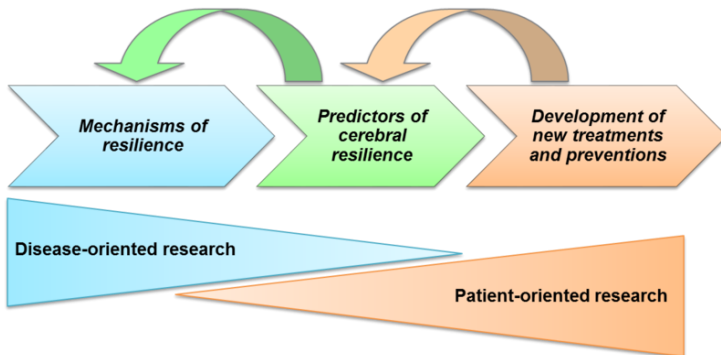 Mechanisms of
resilience
Predictors of
cerebral
resilience
Development of
new treatments
and preventions
Disease-oriented research
Patient-oriented research